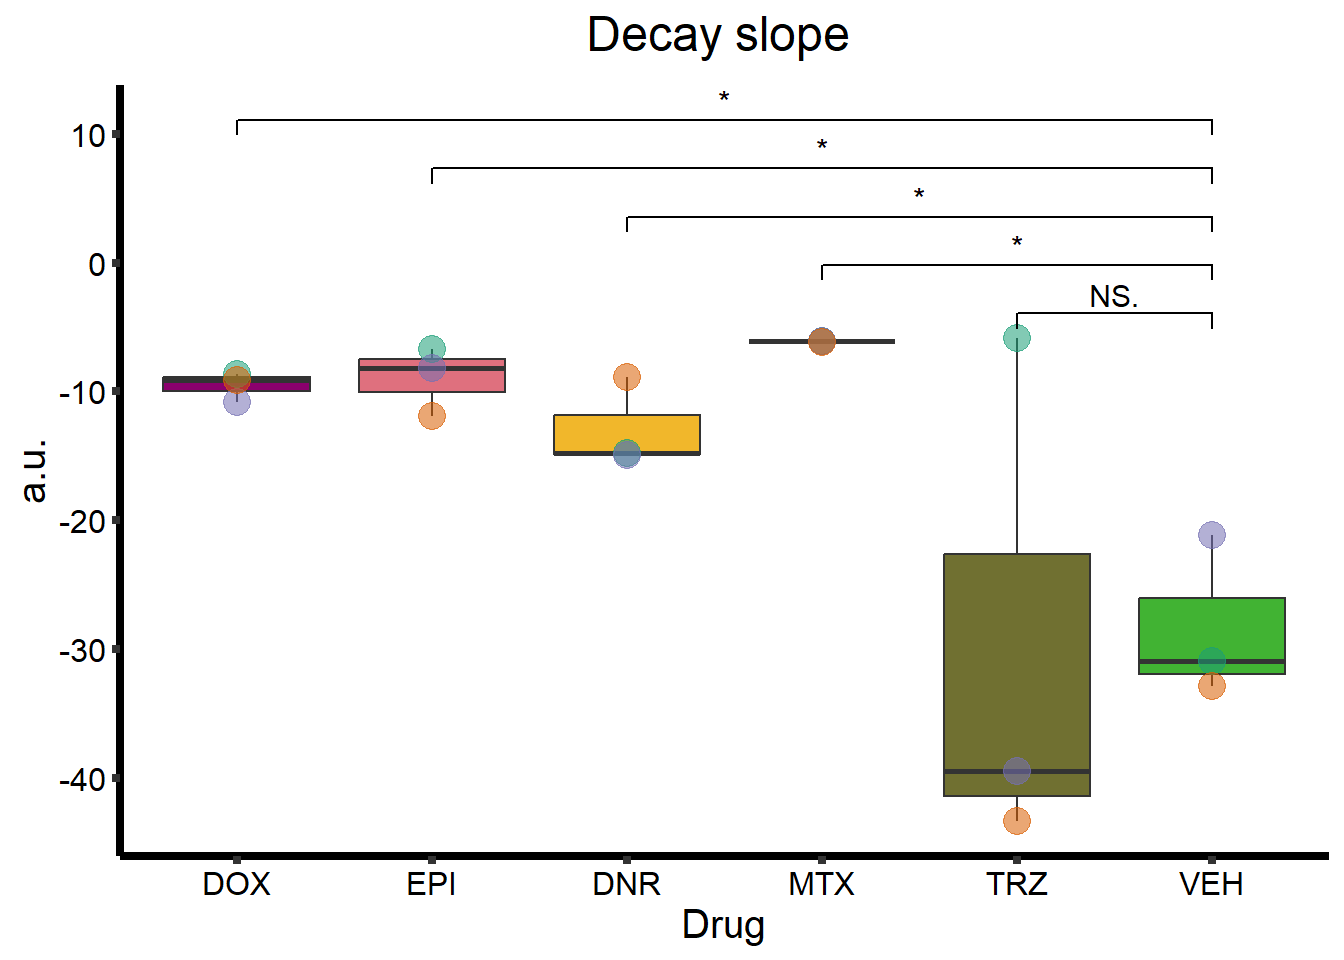 Decay slope
*
*
*
*
NS.
10
0
-10
-20
-30
-40
a.u.
DOX EPI DNR MTX TRZ VEH
Drug